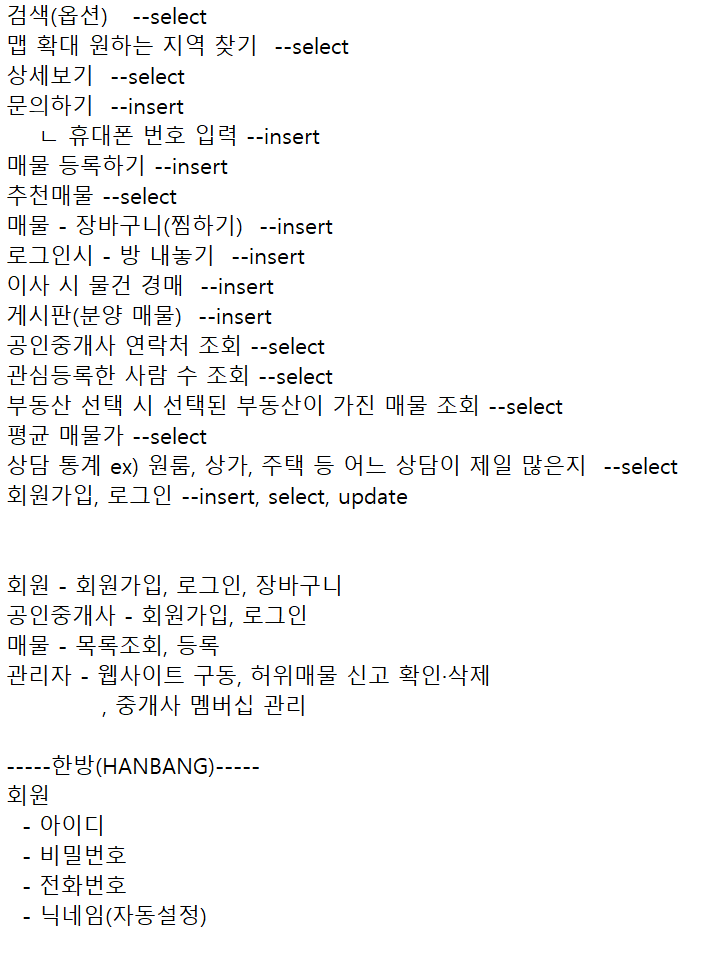 검색(옵션)   --select
맵 확대 원하는 지역 찾기  --select
상세보기  --select
문의하기  --insert
ㄴ 휴대폰 번호 입력 --insert
매물 등록하기 --insert
추천매물 --select
매물 - 장바구니(찜하기)  --insert
로그인시 - 방 내놓기  --insert
이사 시 물건 경매  --insert
게시판(분양 매물)  --insert
공인중개사 연락처 조회 --select
관심등록한 사람 수 조회 --select
부동산 선택 시 선택된 부동산이 가진 매물 조회 --select
평균 매물가 --select
상담 통계 ex) 원룸, 상가, 주택 등 어느 상담이 제일 많은지  --select
회원가입, 로그인 --insert, select, update
회원 - 회원가입, 로그인, 장바구니
공인중개사 - 회원가입, 로그인
매물 - 목록조회, 등록
관리자 - 웹사이트 구동, 허위매물 신고 확인·삭제
, 중개사 멤버십 관리
-----한방(HANBANG)-----
회원
- 아이디
- 비밀번호
- 전화번호
- 닉네임(자동설정)